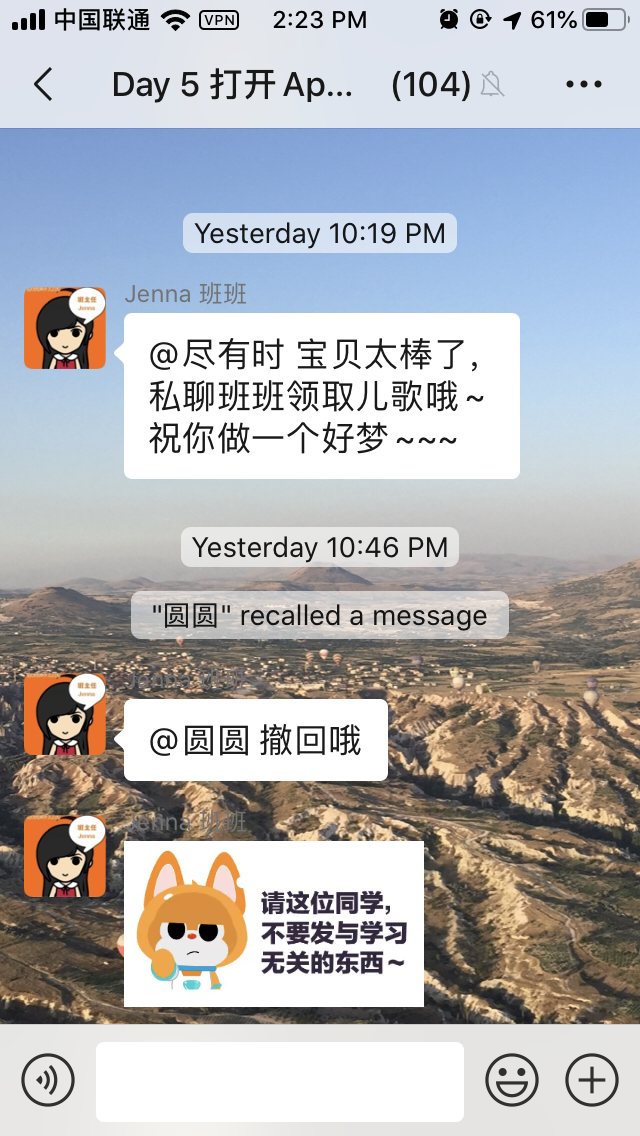 中国联通 VPN 2:23 PM 61%
Day 5 打开Ap... (104)
Yesterday 10:19 PM
Jenna 班班
班主任
Jenna
@尽有时 宝贝太棒了，
私聊班班领取儿歌哦～
祝你做一个好梦～～～
Yesterday 10:46 PM
"圆圆" recalled a message
Jenna 班班
班主任
Jenna
@圆圆 撤回哦
Jenna 班班
班主任
Jenna
请这位同学，
不要发与学习
无关的东西～